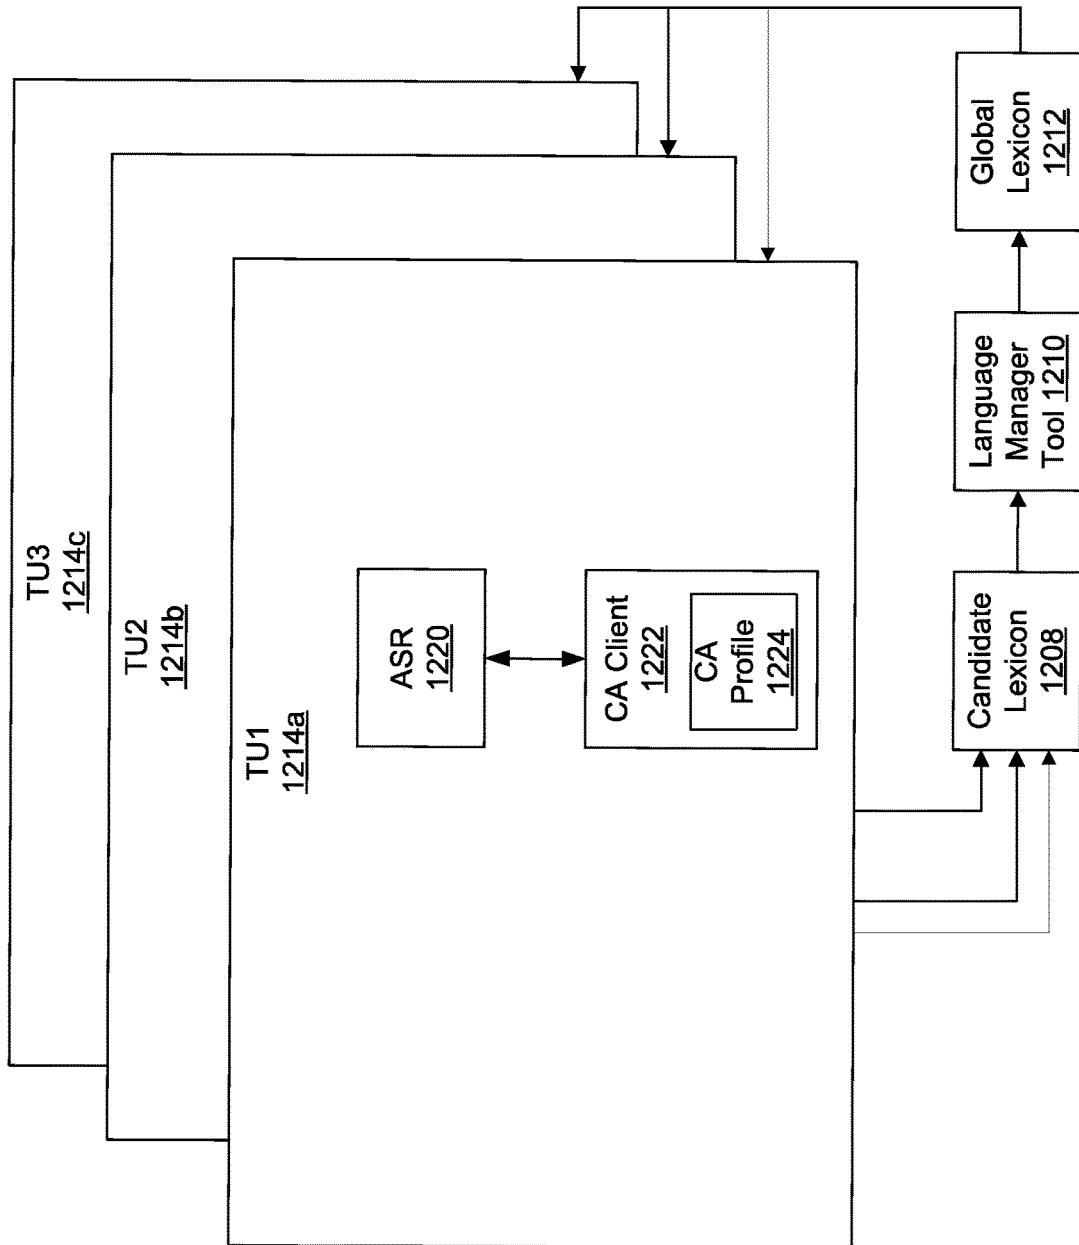 TU3
1214c
TU2
1214b
TU1
1214a
ASR
1220
CA Client
1222
CA
Profile
1224
Candidate
Lexicon
1208
Language
Manager
Tool 1210
Global
Lexicon
1212